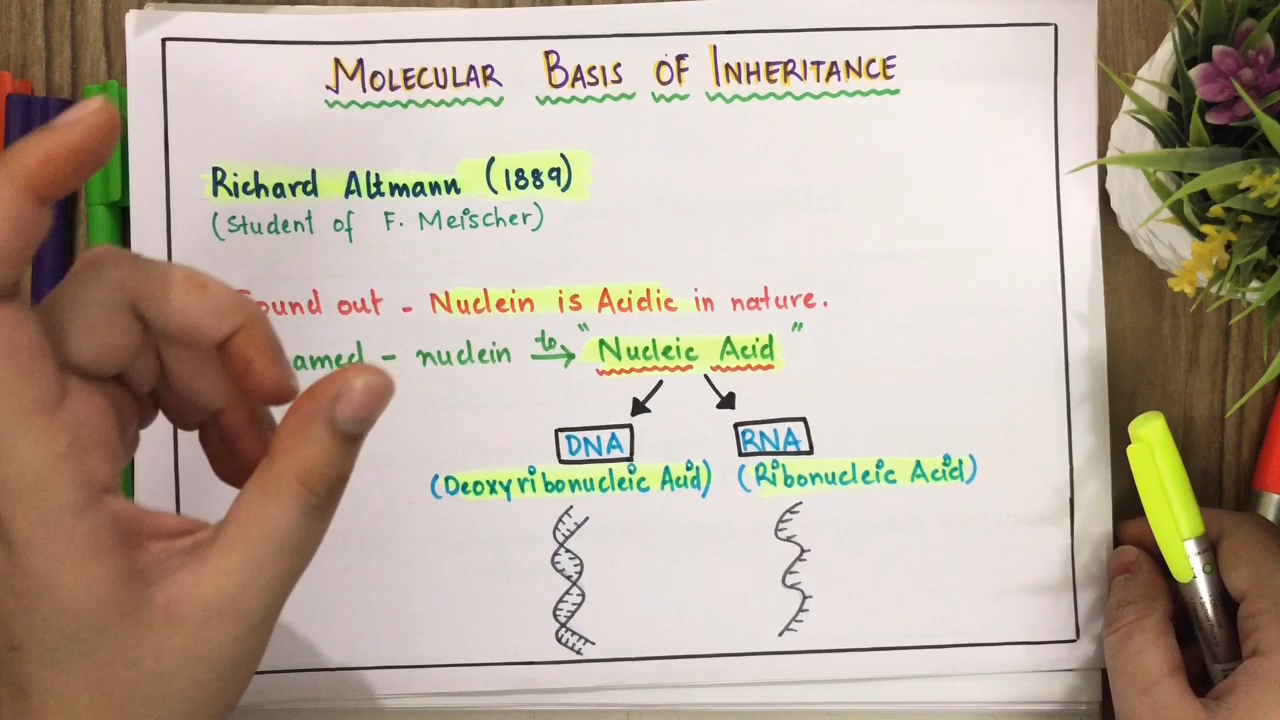 MOLECULAR BASIS OF INHERITANCE
Richard Altmann (1889)
(Student of F. Meischer)
ound out - Nuclein is Acidic in nature.
amed - nuclein to "Nucleic Acid"
DNA RNA
(Deoxyribonucleic Acid) (Ribonucleic Acid)